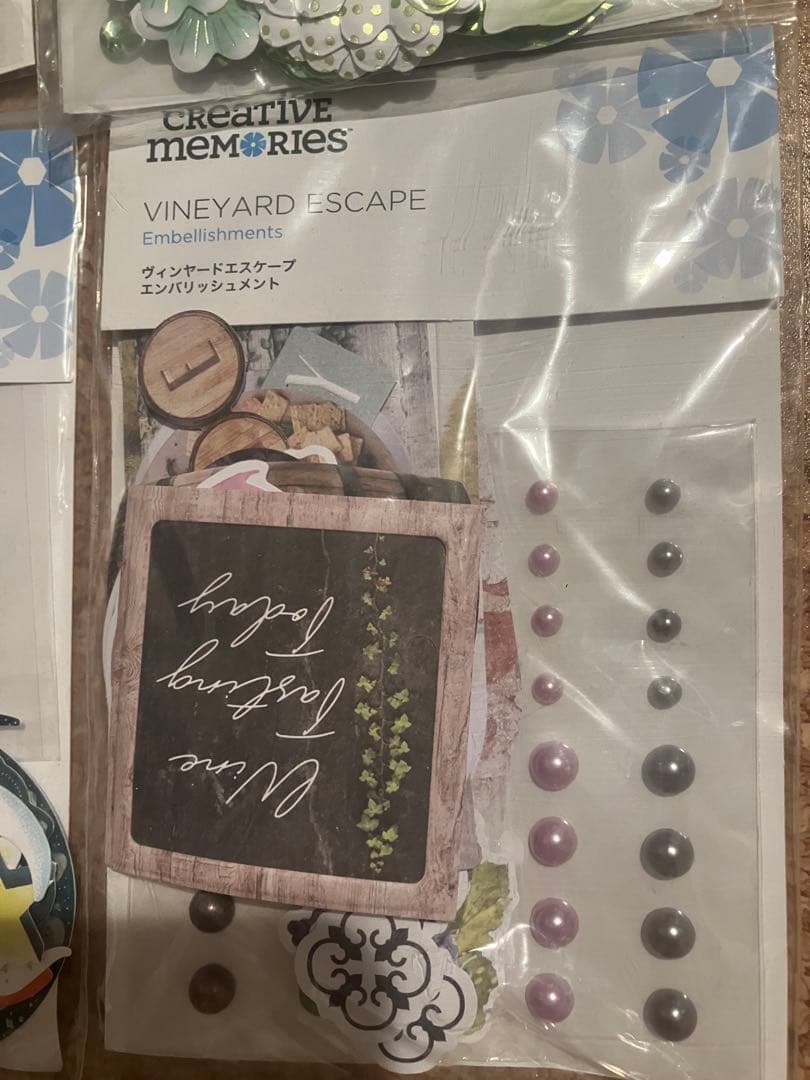 CREATIVE
MEMORIES™
VINEYARD ESCAPE
Embellishments
ヴィンヤードエスケープ
エンバリッシュメント
Wine
Tasting
Today